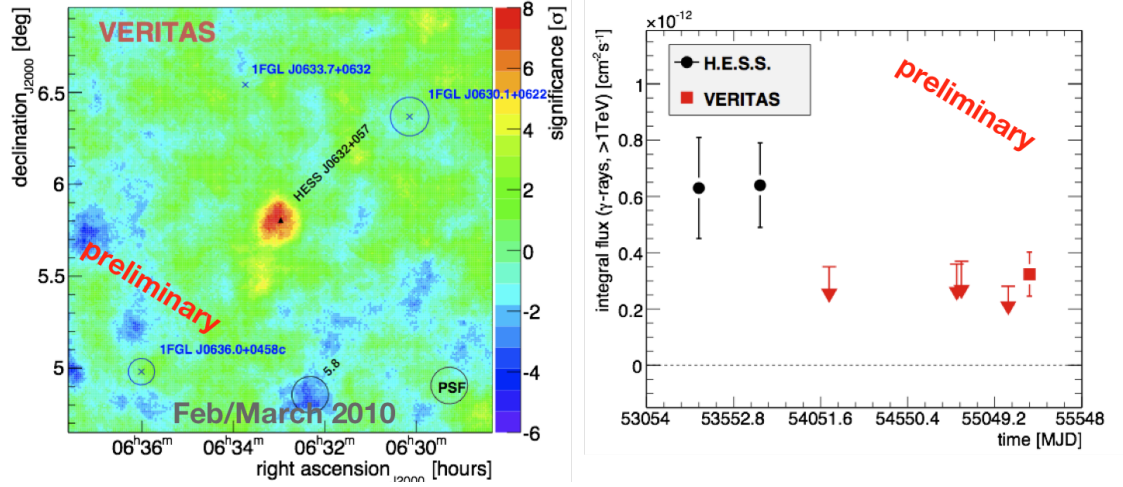 VERITAS
1FGL J0633.7+0632
1FGL J0630.1+0622
HESS J0632+057
preliminary
1FGL J0636.0+0458c
5.8
PSF
Feb/March 2010
declination J2000 [deg]
6.5
6
5.5
5
06h36m
06h34m
06h32m
06h30m
right ascension J2000 [hours]
8
6
4
2
0
-2
-4
-6
significance [σ]
×10-12
H.E.S.S.
VERITAS
preliminary
integral flux (γ-rays, >1TeV) [cm-2s-1]
1
0.8
0.6
0.4
0.2
0
53054
53552.8
54051.6
54550.4
55049.2
55548
time [MJD]